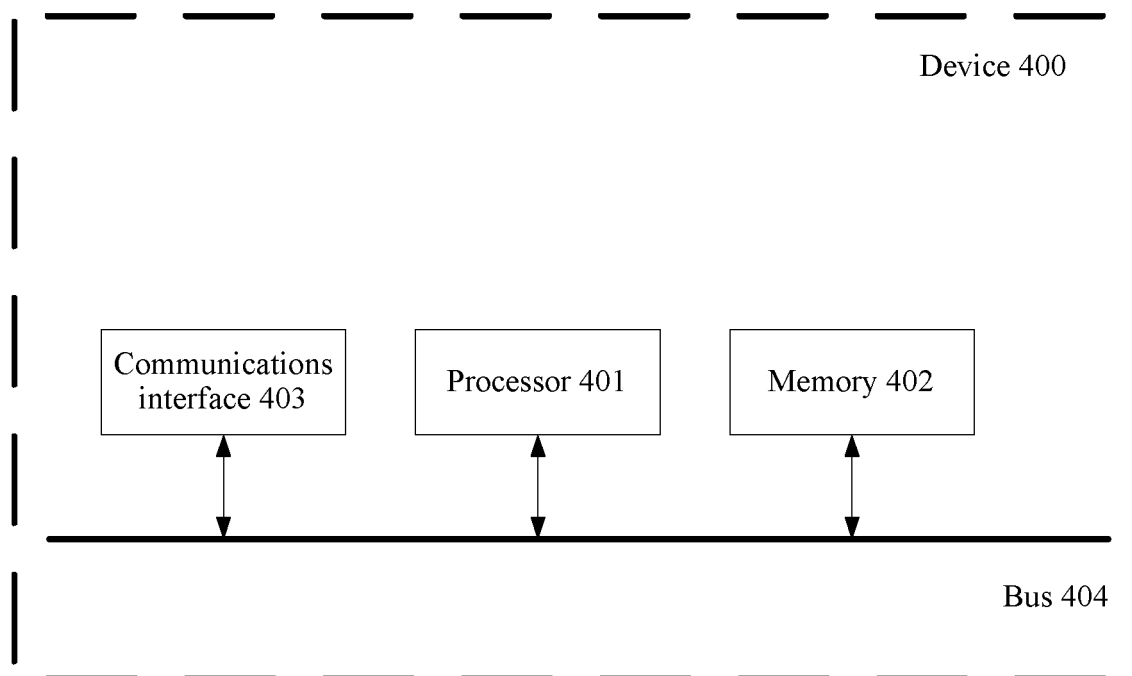 Device 400
Communications
interface 403
Processor 401
Memory 402
Bus 404